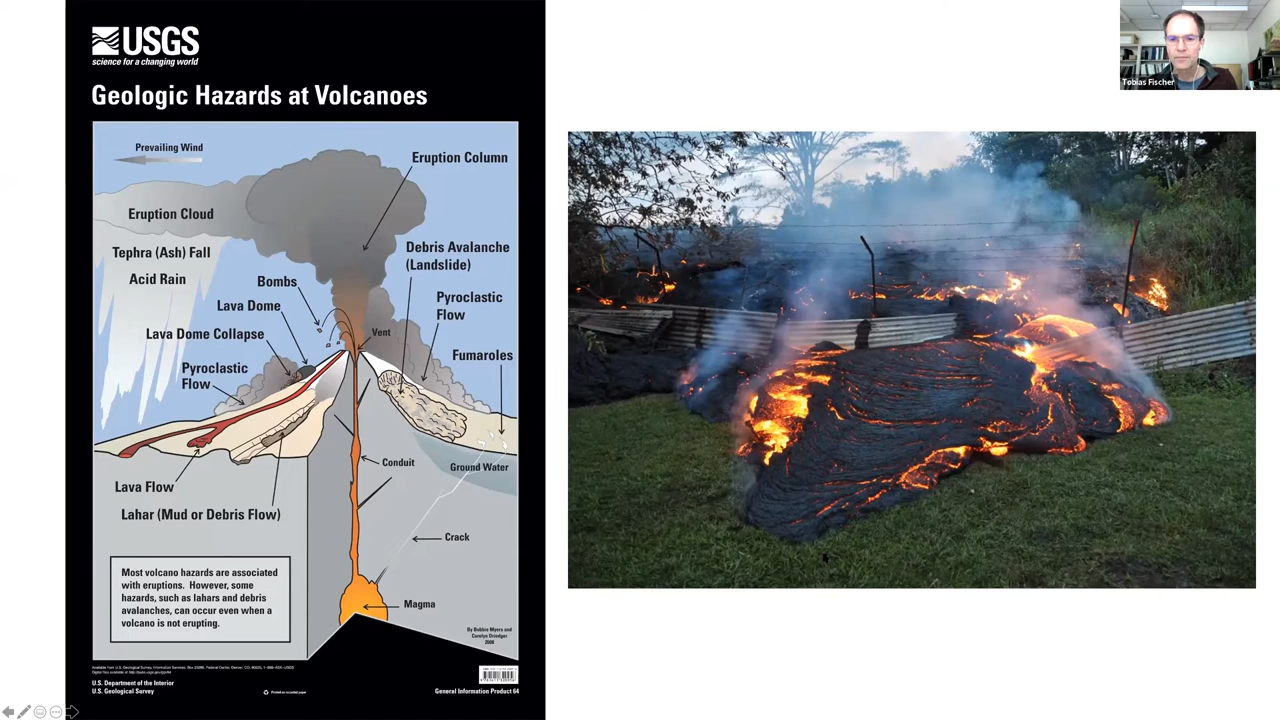 USGS
science for a changing world
Geologic Hazards at Volcanoes
Prevailing Wind
Eruption Column
Eruption Cloud
Debris Avalanche
(Landslide)
Tephra (Ash) Fall
Acid Rain
Bombs
Pyroclastic
Flow
Lava Dome
Lava Dome Collapse
Vent
Fumaroles
Pyroclastic
Flow
Conduit
Ground Water
Lava Flow
Lahar (Mud or Debris Flow)
Crack
Most volcano hazards are associated
with eruptions. However, some
hazards, such as lahars and debris
avalanches, can occur even when a
volcano is not erupting.
Magma
By Bobbie Myers and
Carolyn Driedger
2008
U.S. Department of the Interior
U.S. Geological Survey
Printed on recycled paper
General Information Product 64
Tobias Fischer